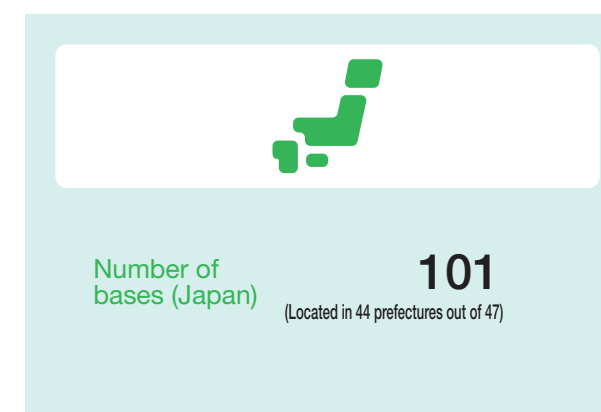 Number of
bases (Japan)
101
(Located in 44 prefectures out of 47)